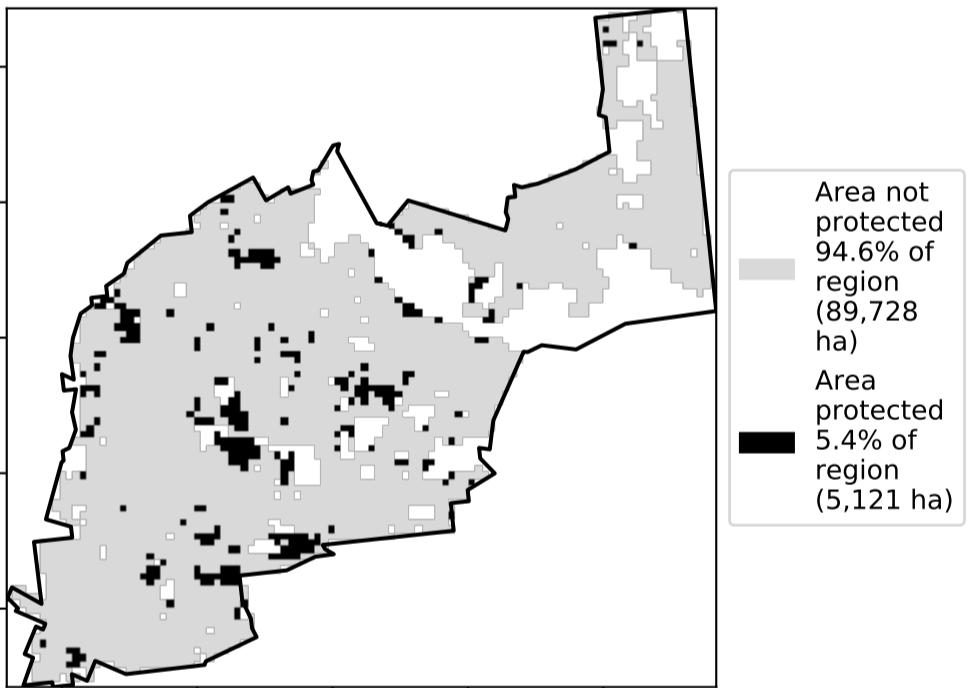 Area not
protected
94.6% of
region
(89,728
ha)
Area
protected
5.4% of
region
(5,121 ha)